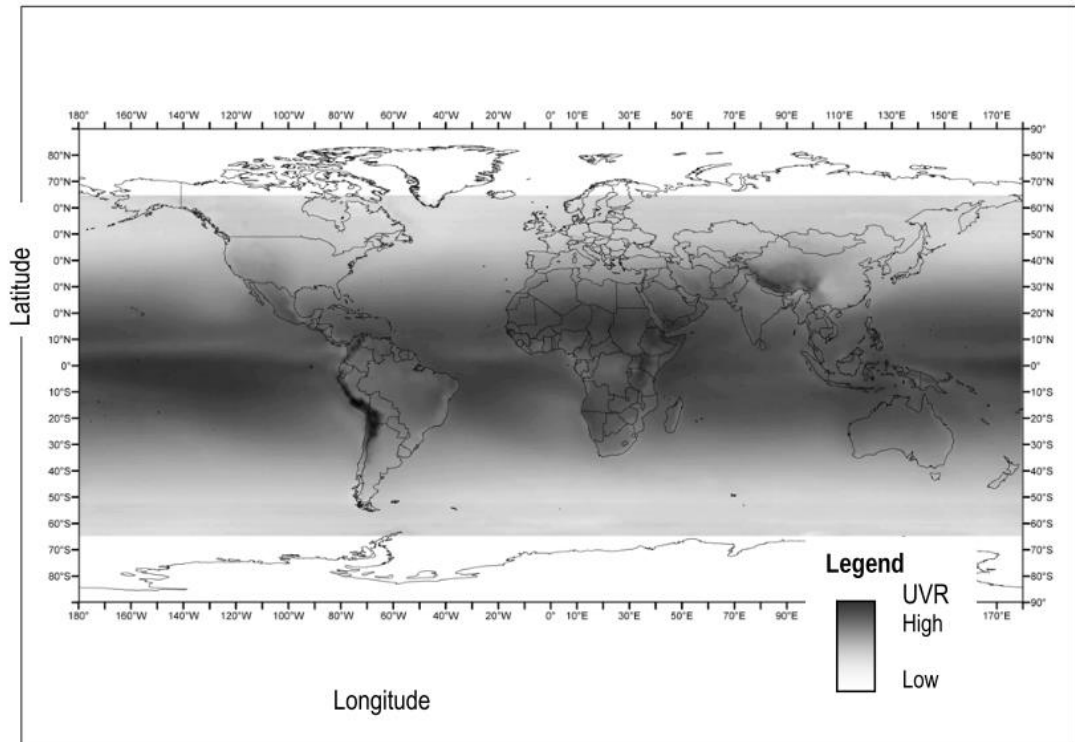 180° 140°W 120°W 100°W 80°W 60°W 40°W 20°W 0° 10°E 30°E 50°E 70°E 90°E 110°E 130°E 150°E 170°E
90°
80°N 80°
70°N 70°
0°N 60°
0°N 50°
0°N 40°
0°N 30°
0°N 20°
10°N 10°
0° 0°
10°S 10°
20°S 20°
30°S 30°
40°S 40°
50°S 50°
60°S 60°
70°S 70°
80°S 80°
90°
180° 140°W 120°W 100°W 80°W 60°W 40°W 20°W 0° 10°E 30°E 50°E 70°E 90°E 170°E
Latitude
Longitude
Legend
UVR
High
Low